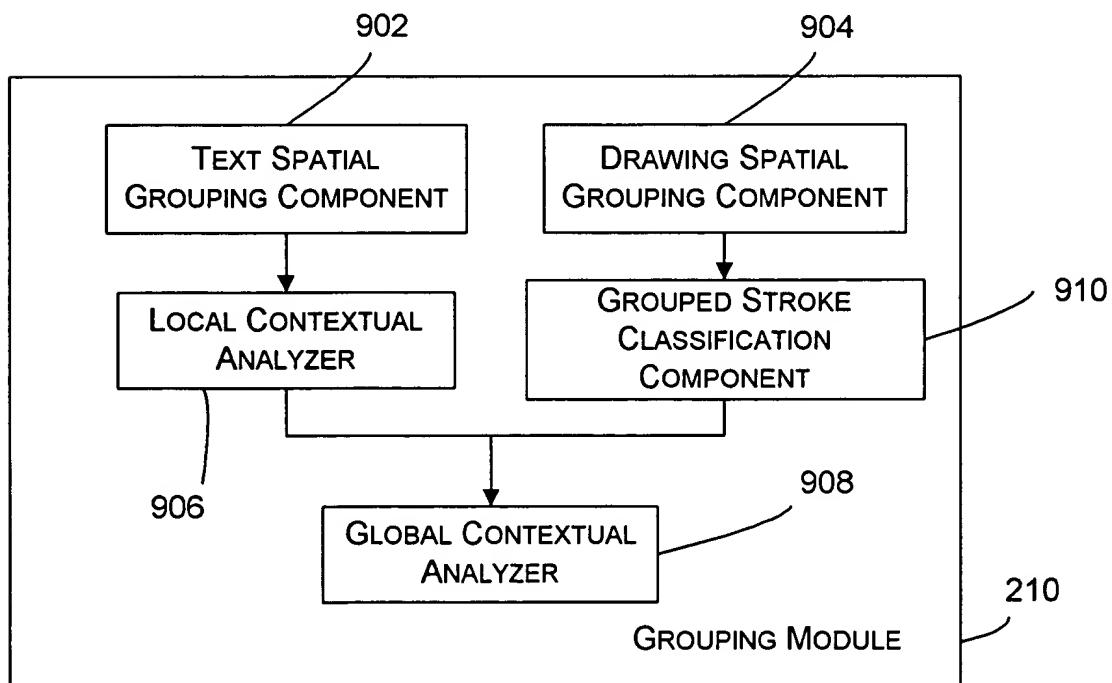 902
904
TEXT SPATIAL
GROUPING COMPONENT
DRAWING SPATIAL
GROUPING COMPONENT
LOCAL CONTEXTUAL
ANALYZER
GROUPED STROKE
CLASSIFICATION
COMPONENT
910
906
908
GLOBAL CONTEXTUAL
ANALYZER
210
GROUPING MODULE